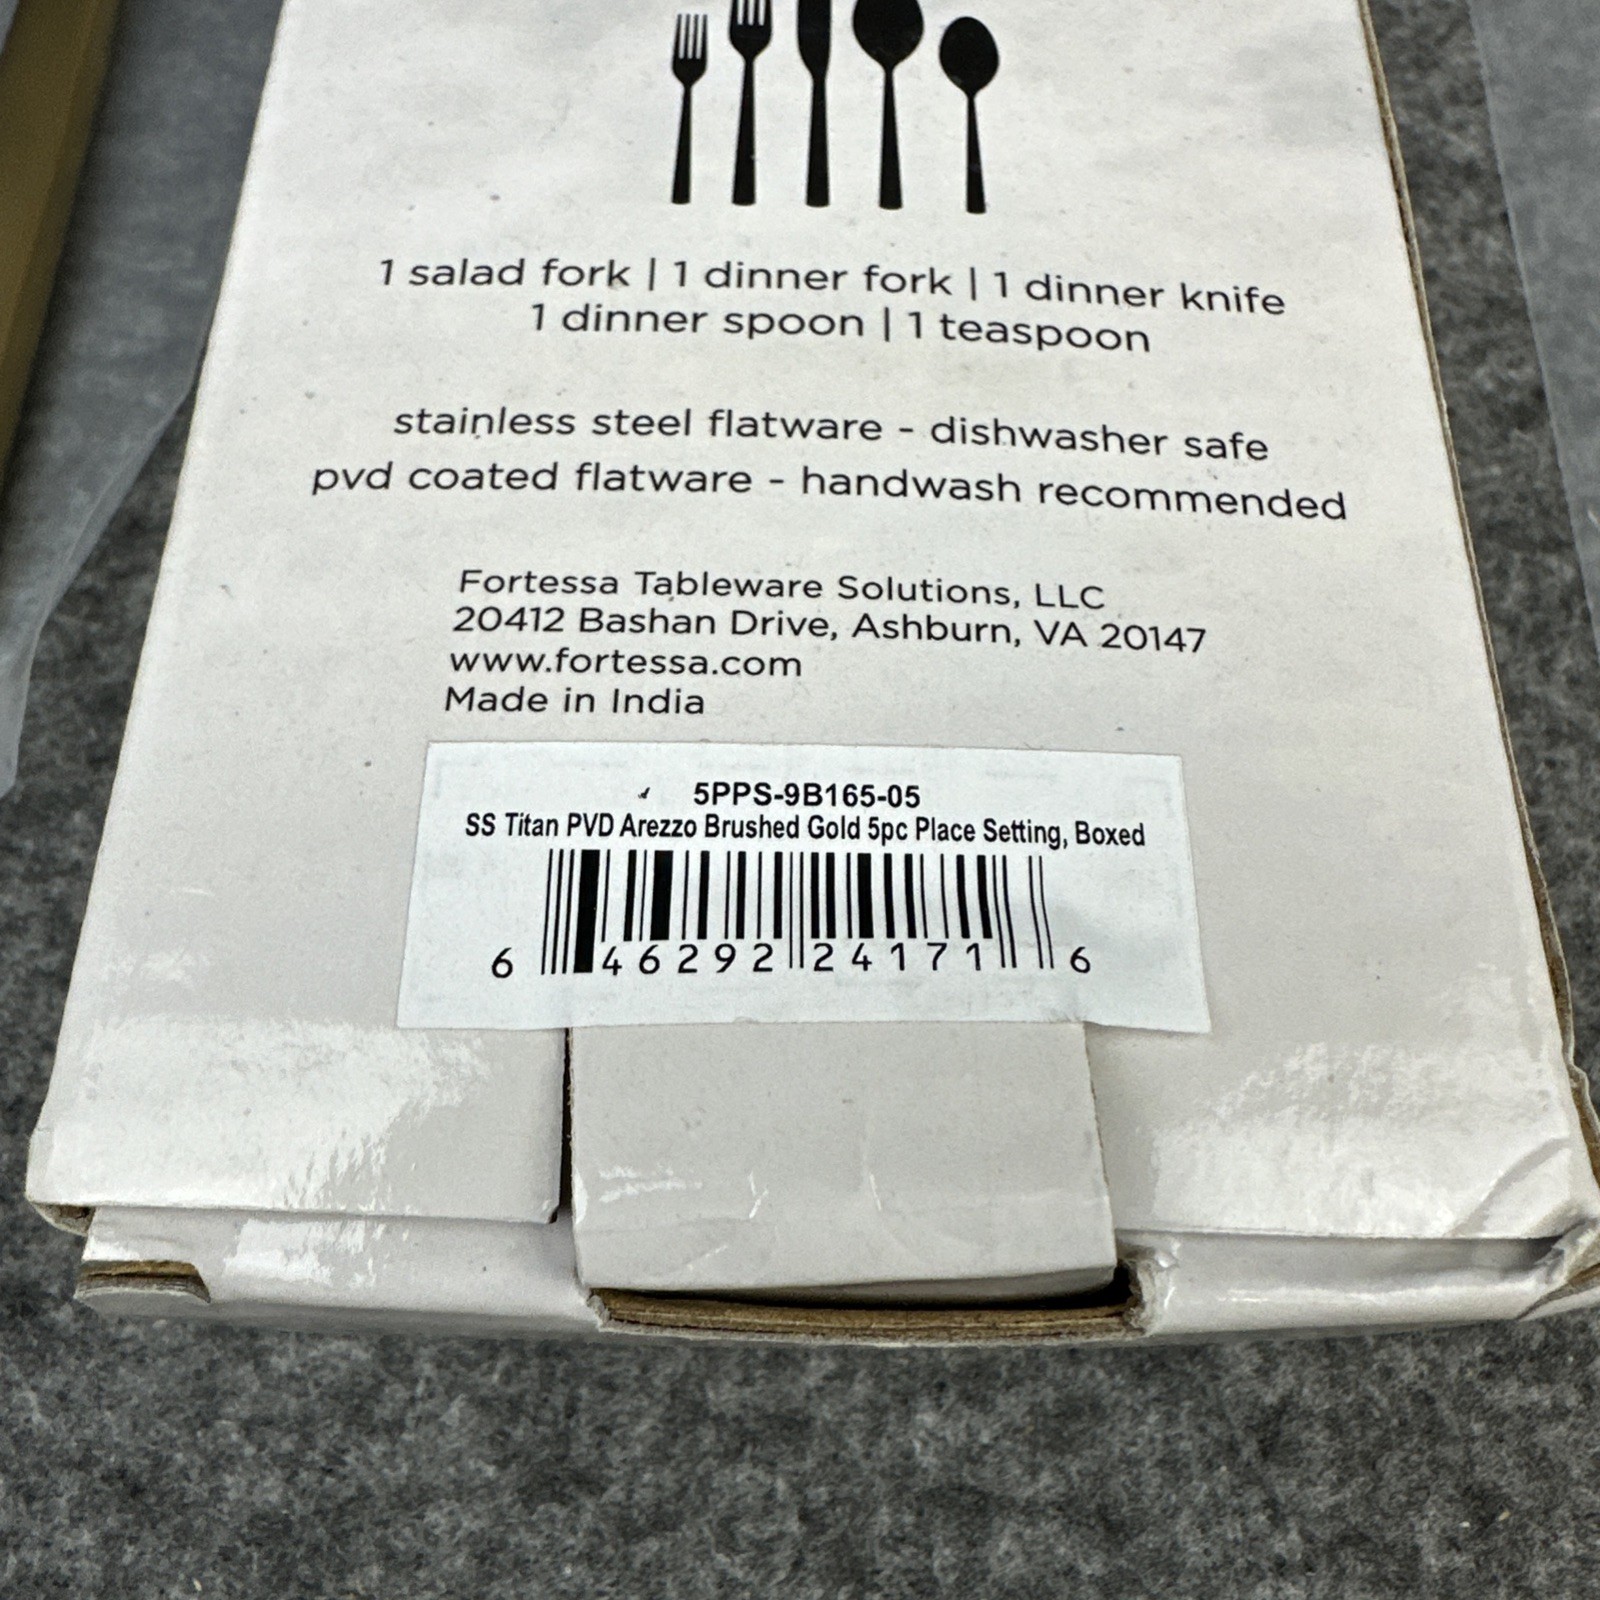 1 salad fork | 1 dinner fork | 1 dinner knife
1 dinner spoon | 1 teaspoon
stainless steel flatware - dishwasher safe
pvd coated flatware - handwash recommended
Fortessa Tableware Solutions, LLC
20412 Bashan Drive, Ashburn, VA 20147
www.fortessa.com
Made in India
5PPS-9B165-05
SS Titan PVD Arezzo Brushed Gold 5pc Place Setting, Boxed
6 46292 24171 6